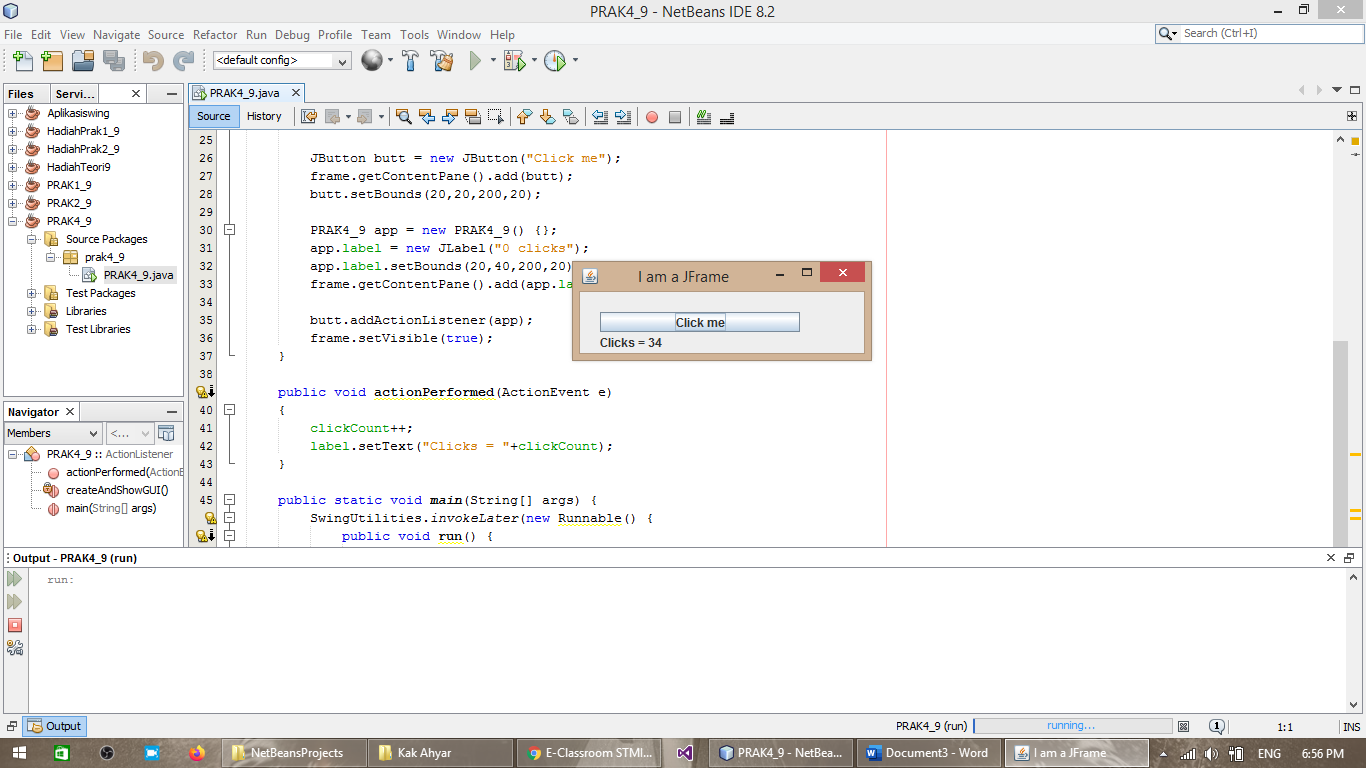 PRAK4_9 - NetBeans IDE 8.2
File Edit View Navigate Source Refactor Run Debug Profile Team Tools Window Help
Search (Ctrl+I)
<default config>
Files Servi...
Aplikasiswing
HadiahPrak1_9
HadiahPrak2_9
HadiahTeori9
PRAK1_9
PRAK2_9
PRAK4_9
Source Packages
prak4_9
PRAK4_9.java
Test Packages
Libraries
Test Libraries
Navigator
Members <...
PRAK4_9 :: ActionListener
actionPerformed(ActionE
createAndShowGUI()
main(String[] args)
PRAK4_9.java
Source History
25
26 JButton butt = new JButton("Click me");
27 frame.getContentPane().add(butt);
28 butt.setBounds(20,20,200,20);
29
30 PRAK4_9 app = new PRAK4_9() {};
31 app.label = new JLabel("0 clicks");
32 app.label.setBounds(20,40,200,20)
33 frame.getContentPane().add(app.la
34
35 butt.addActionListener(app);
36 frame.setVisible(true);
37 }
38
public void actionPerformed(ActionEvent e)
40 {
41 clickCount++;
42 label.setText("Clicks = "+clickCount);
43 }
44
45 public static void main(String[] args) {
SwingUtilities.invokeLater(new Runnable() {
public void run() {
I am a JFrame
Click me
Clicks = 34
Output - PRAK4_9 (run)
run:
Output
PRAK4_9 (run) running... 1 1:1 INS
NetBeansProjects Kak Ahyar E-Classroom STMI... PRAK4_9 - NetBea... Document3 - Word I am a JFrame ENG 6:56 PM